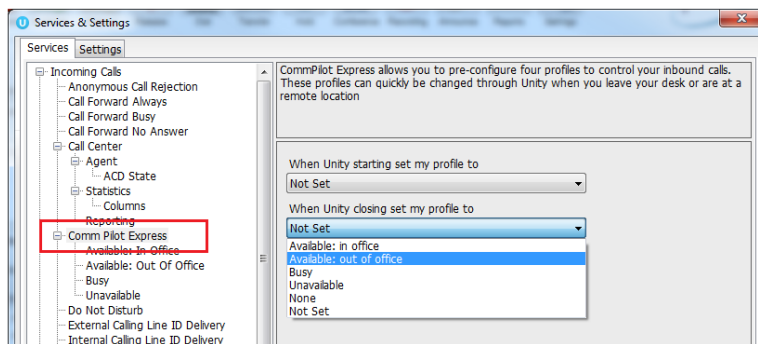 Services & Settings
Services Settings
Incoming Calls
Anonymous Call Rejection
Call Forward Always
Call Forward Busy
Call Forward No Answer
Call Center
Agent
ACD State
Statistics
Columns
Reporting
Comm Pilot Express
Available: In Office
Available: Out Of Office
Busy
Unavailable
Do Not Disturb
External Calling Line ID Delivery
Internal Calling Line ID Delivery
CommPilot Express allows you to pre-configure four profiles to control your inbound calls.
These profiles can quickly be changed through Unity when you leave your desk or are at a
remote location
When Unity starting set my profile to
Not Set
When Unity closing set my profile to
Not Set
Available: in office
Available: out of office
Busy
Unavailable
None
Not Set